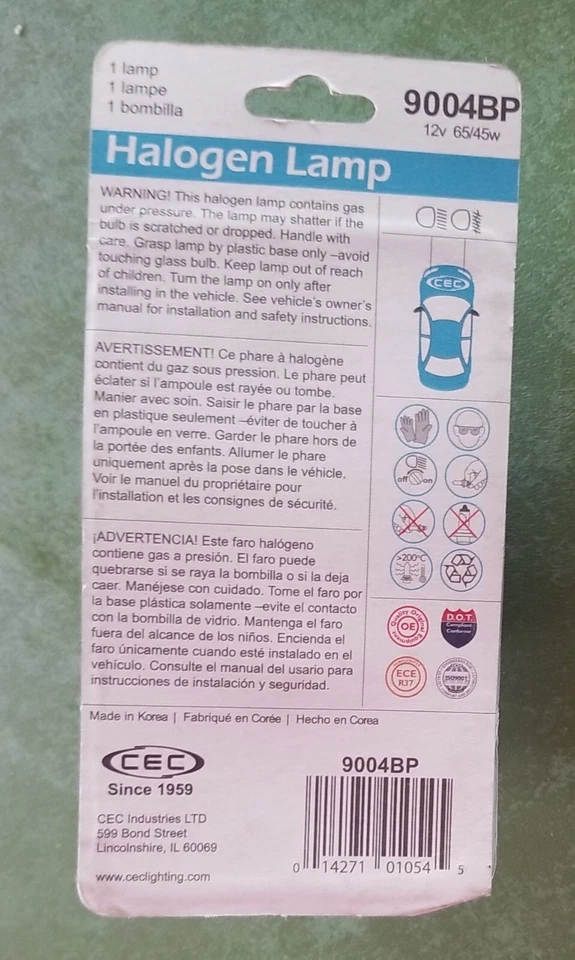 1 lamp
1 lampe
1 bombilla
9004BP
12v 65/45w
Halogen Lamp
WARNING! This halogen lamp contains gas
under pressure. The lamp may shatter if the
bulb is scratched or dropped. Handle with
care. Grasp lamp by plastic base only –avoid
touching glass bulb. Keep lamp out of reach
of children. Turn the lamp on only after
installing in the vehicle. See vehicle's owner's
manual for installation and safety instructions.
AVERTISSEMENT! Ce phare à halogène
contient du gaz sous pression. Le phare peut
éclater si l'ampoule est rayée ou tombe.
Manier avec soin. Saisir le phare par la base
en plastique seulement –éviter de toucher à
l'ampoule en verre. Garder le phare hors de
la portée des enfants. Allumer le phare
uniquement après la pose dans le véhicle.
Voir le manuel du propriétaire pour
l'installation et les consignes de sécurité.
¡ADVERTENCIA! Este faro halógeno
contiene gas a presión. El faro puede
quebrarse si se raya la bombilla o si la deja
caer. Manéjese con cuidado. Tome el faro por
la base plástica solamente –evite el contacto
con la bombilla de vidrio. Mantenga el faro
fuera del alcance de los niños. Encienda el
faro únicamente cuando esté instalado en el
vehículo. Consulte el manual del usario para
instrucciones de instalación y seguridad.
CEC
off on
>200°C
Quality Original
OE
D.O.T.
Compliant
Conforme
ECE
R37
ISO9001
Made in Korea | Fabriqué en Corée | Hecho en Corea
CEC
Since 1959
CEC Industries LTD
599 Bond Street
Lincolnshire, IL 60069
www.ceclighting.com
9004BP
0 14271 01054 5